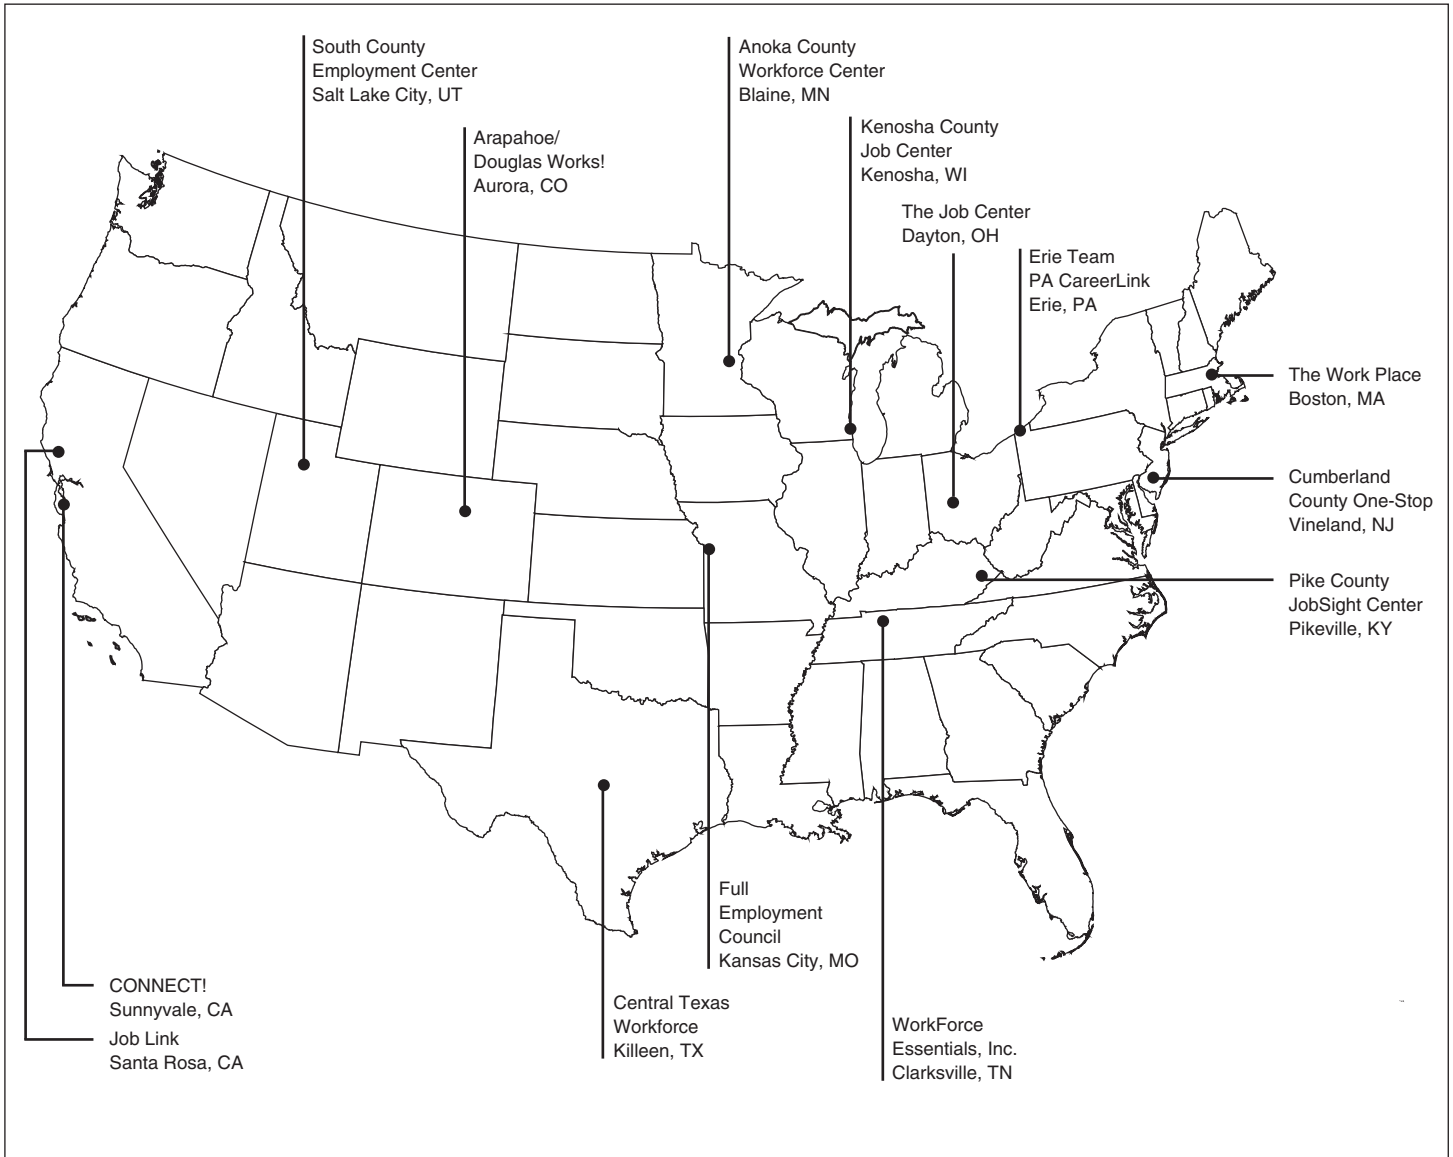 South County
Employment Center
Salt Lake City, UT
Anoka County
Workforce Center
Blaine, MN
Arapahoe/
Douglas Works!
Aurora, CO
Kenosha County
Job Center
Kenosha, WI
The Job Center
Dayton, OH
Erie Team
PA CareerLink
Erie, PA
The Work Place
Boston, MA
Cumberland
County One-Stop
Vineland, NJ
Pike County
JobSight Center
Pikeville, KY
Full
Employment
Council
Kansas City, MO
CONNECT!
Sunnyvale, CA
Job Link
Santa Rosa, CA
Central Texas
Workforce
Killeen, TX
WorkForce
Essentials, Inc.
Clarksville, TN